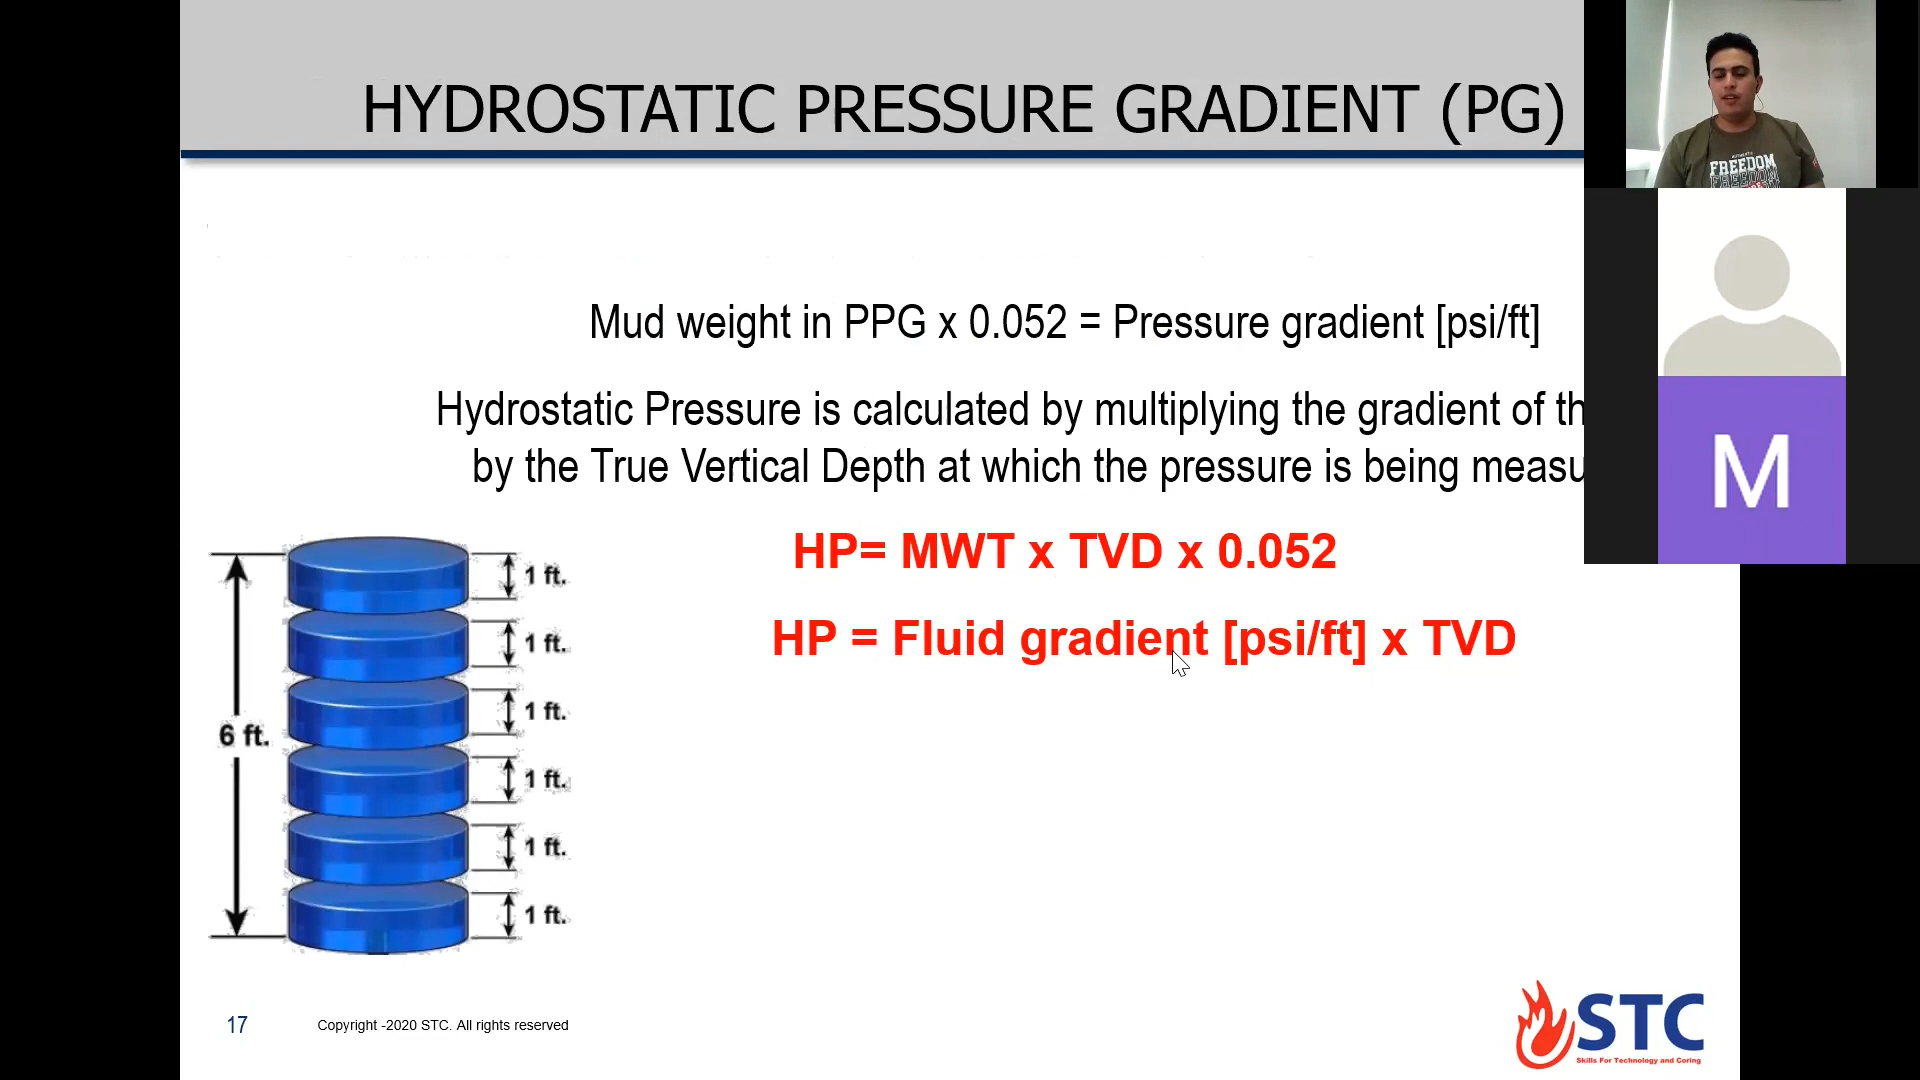 HYDROSTATIC PRESSURE GRADIENT (PG)
Mud weight in PPG x 0.052 = Pressure gradient [psi/ft]
Hydrostatic Pressure is calculated by multiplying the gradient of th
by the True Vertical Depth at which the pressure is being measu
HP= MWT x TVD x 0.052
HP = Fluid gradient [psi/ft] x TVD
6 ft.
1 ft.
1 ft.
1 ft.
1 ft.
1 ft.
1 ft.
17
Copyright -2020 STC. All rights reserved
STC
Skills For Technology and Coring
FREEDOM
FREEDOM
M